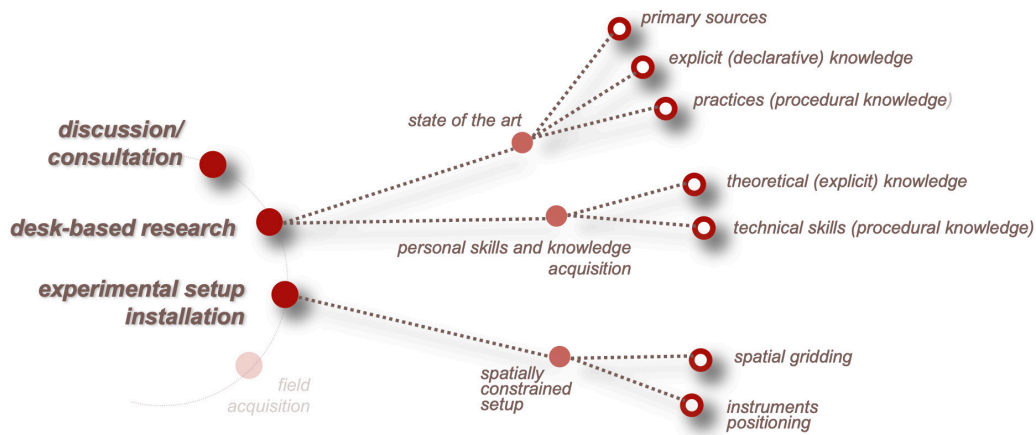 primary sources
explicit (declarative) knowledge
practices (procedural knowledge)
state of the art
discussion/
consultation
theoretical (explicit) knowledge
desk-based research
technical skills (procedural knowledge)
personal skills and knowledge
acquisition
experimental setup
installation
spatial gridding
spatially
constrained
setup
field
acquisition
instruments
positioning